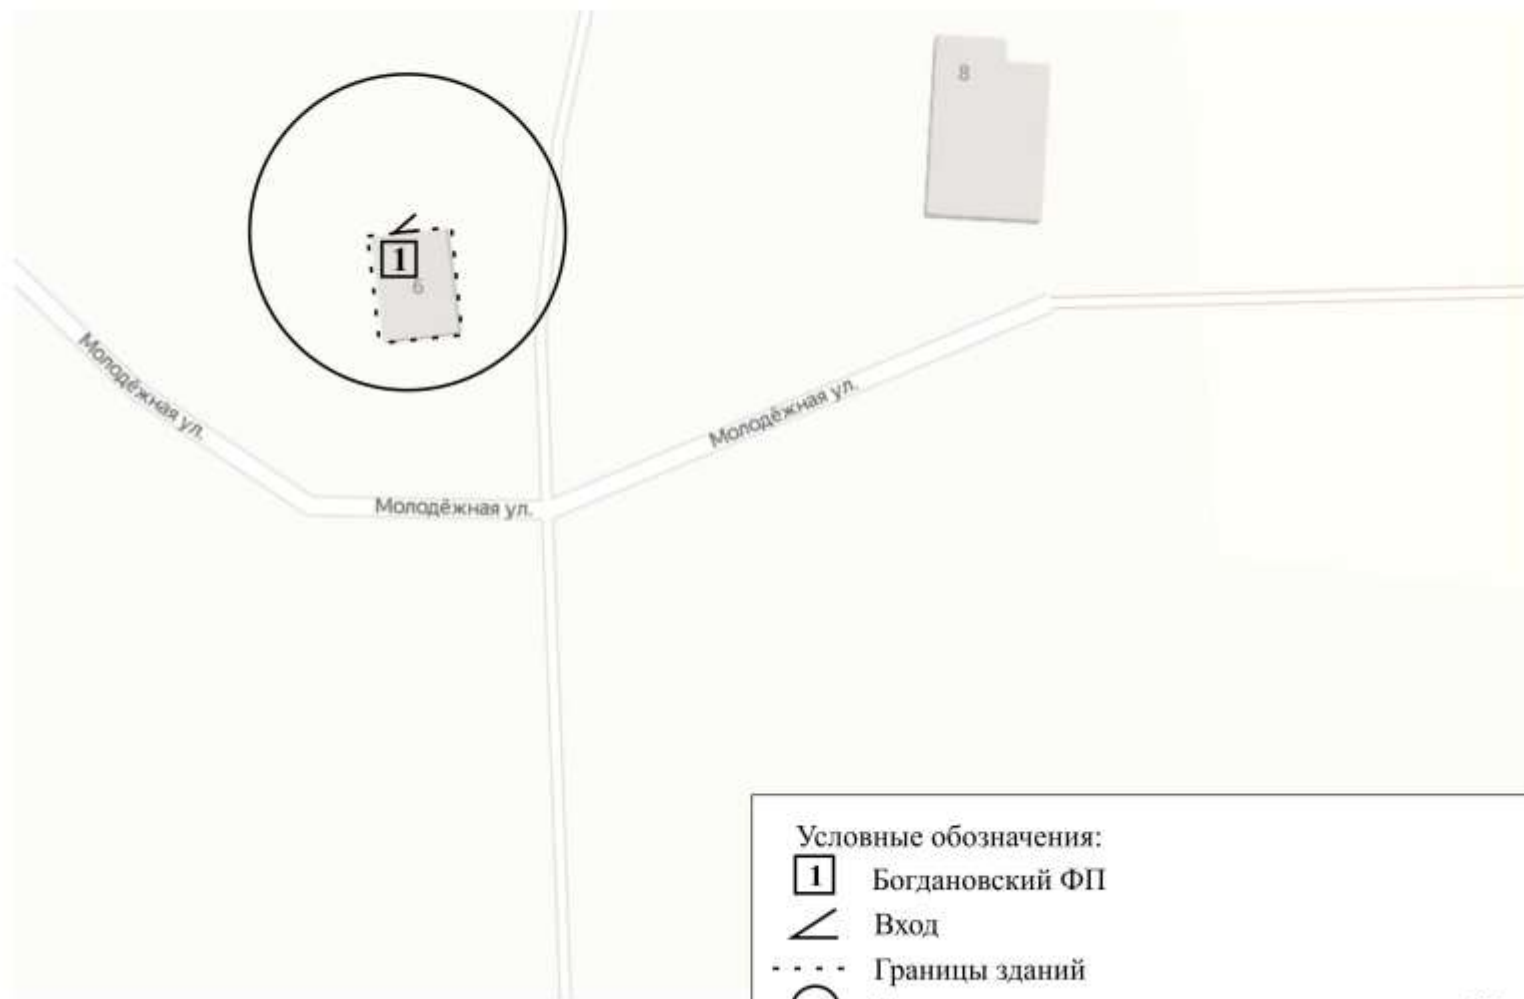 8
1
6
Молодёжная ул.
Молодёжная ул.
Молодёжная ул.
Условные обозначения:
1 Богдановский ФП
Вход
Границы зданий